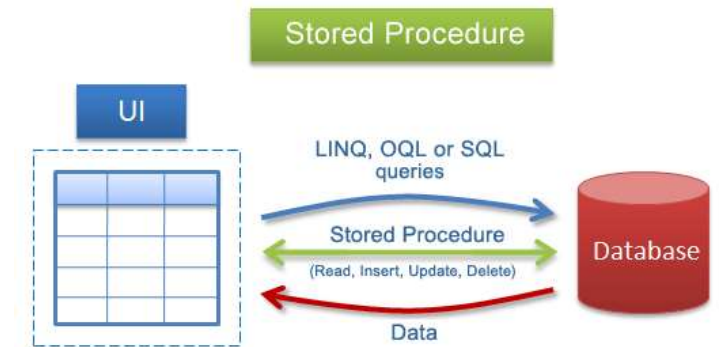 Stored Procedure
UI
LINQ, OQL or SQL
queries
Stored Procedure
(Read, Insert, Update, Delete)
Database
Data